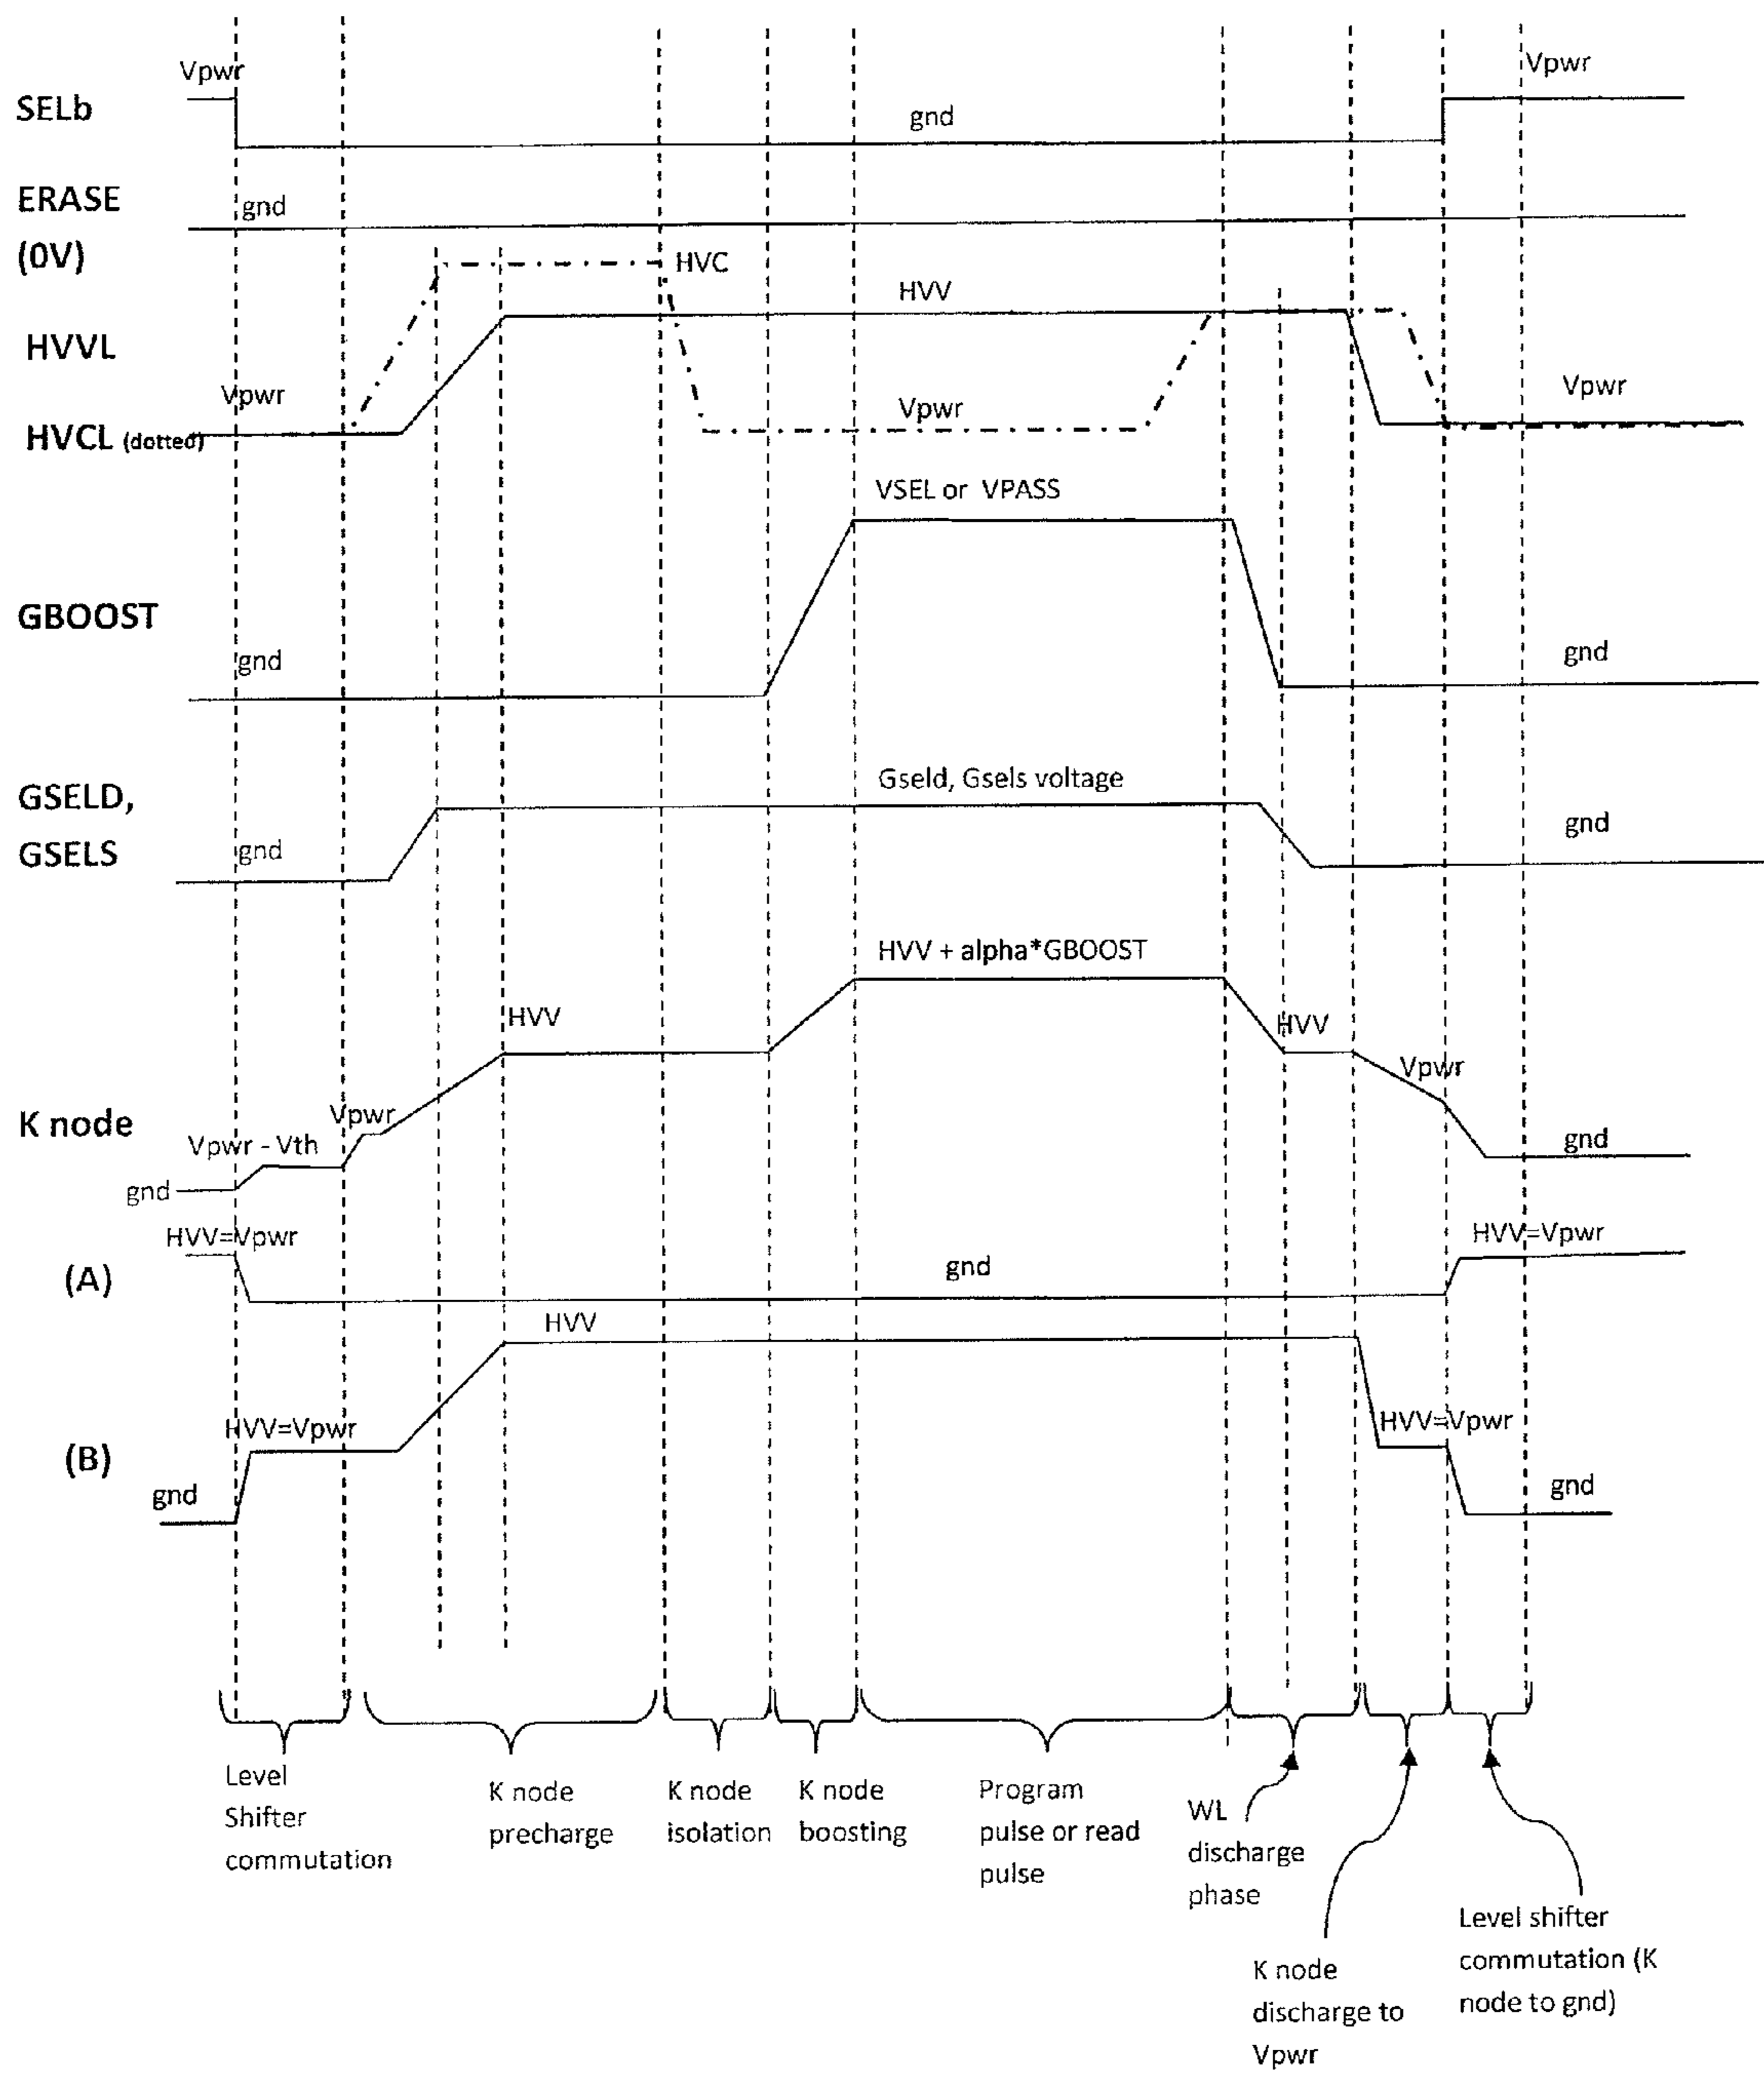 Vpwr
Vpwr
SELb
gnd
ERASE
gnd
(0V)
HVC
HVV
HVVL
Vpwr
Vpwr
Vpwr
HVCL (dotted)
VSEL or VPASS
GBOOST
gnd
gnd
Gseld, Gsels voltage
GSELD,
gnd
GSELS
gnd
HVV + alpha*GBOOST
HVV
HVV
Vpwr
Vpwr
K node
Vpwr - Vth
gnd
gnd
HVV=Vpwr
HVV=Vpwr
(A)
gnd
HVV
HVV=Vpwr
HVV=Vpwr
(B)
gnd
gnd
Level
Shifter
commutation
K node
precharge
K node
isolation
K node
boosting
Program
pulse or read
pulse
WL
discharge
phase
K node
discharge to
Vpwr
Level shifter
commutation (K
node to gnd)